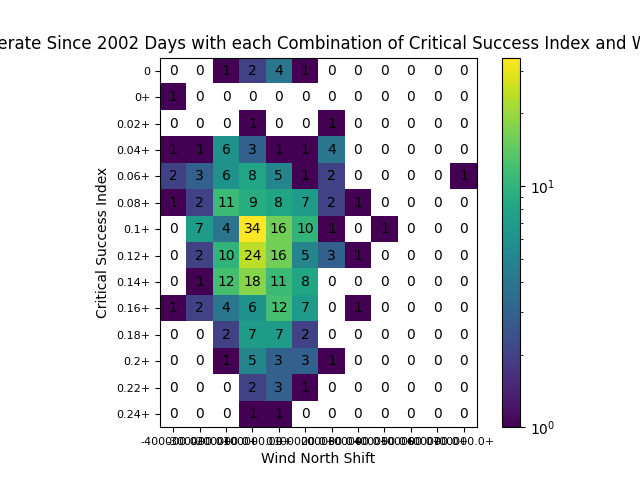 erate Since 2002 Days with each Combination of Critical Success Index and W
0 0 0 1 2 4 1 0 0 0 0 0 0
0+ 1 0 0 0 0 0 0 0 0 0 0 0
0.02+ 0 0 0 1 0 0 1 0 0 0 0 0
0.04+ 1 1 6 3 1 1 4 0 0 0 0 0
0.06+ 2 3 6 8 5 1 2 0 0 0 0 1
0.08+ 1 2 11 9 8 7 2 1 0 0 0 0
0.1+ 0 7 4 34 16 10 1 0 1 0 0 0
0.12+ 0 2 10 24 16 5 3 1 0 0 0 0
0.14+ 0 1 12 18 11 8 0 0 0 0 0 0
0.16+ 1 2 4 6 12 7 0 1 0 0 0 0
0.18+ 0 0 2 7 7 2 0 0 0 0 0 0
0.2+ 0 0 1 5 3 3 1 0 0 0 0 0
0.22+ 0 0 0 2 3 1 0 0 0 0 0 0
0.24+ 0 0 0 1 1 0 0 0 0 0 0 0
Critical Success Index
Wind North Shift
10^1
10^0